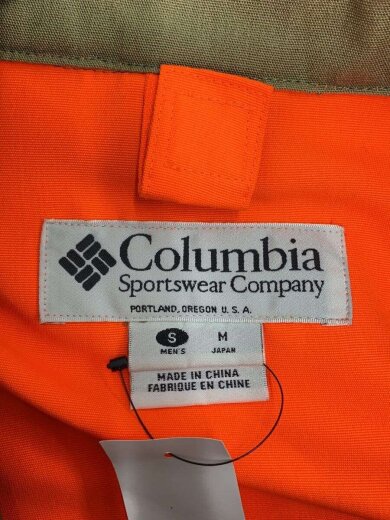 Columbia
Sportswear Company
PORTLAND, OREGON U. S. A.
S M
MEN'S JAPAN
MADE IN CHINA
FABRIQUE EN CHINE